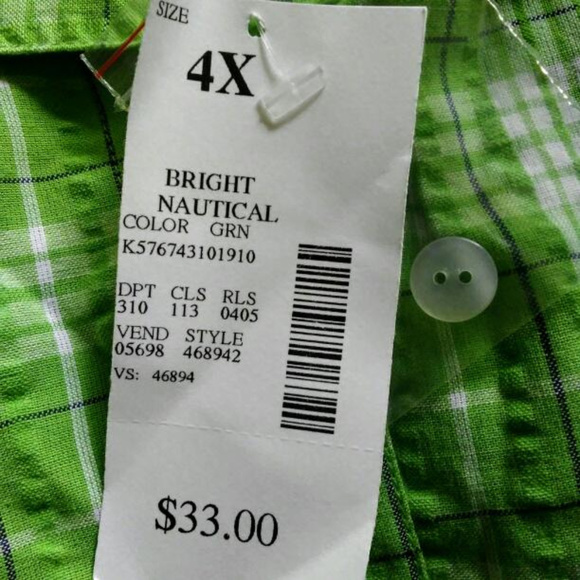 SIZE
4X
BRIGHT
NAUTICAL
COLOR GRN
K576743101910
DPT CLS RLS
310 113 0405
VEND STYLE
05698 468942
VS: 46894
$33.00